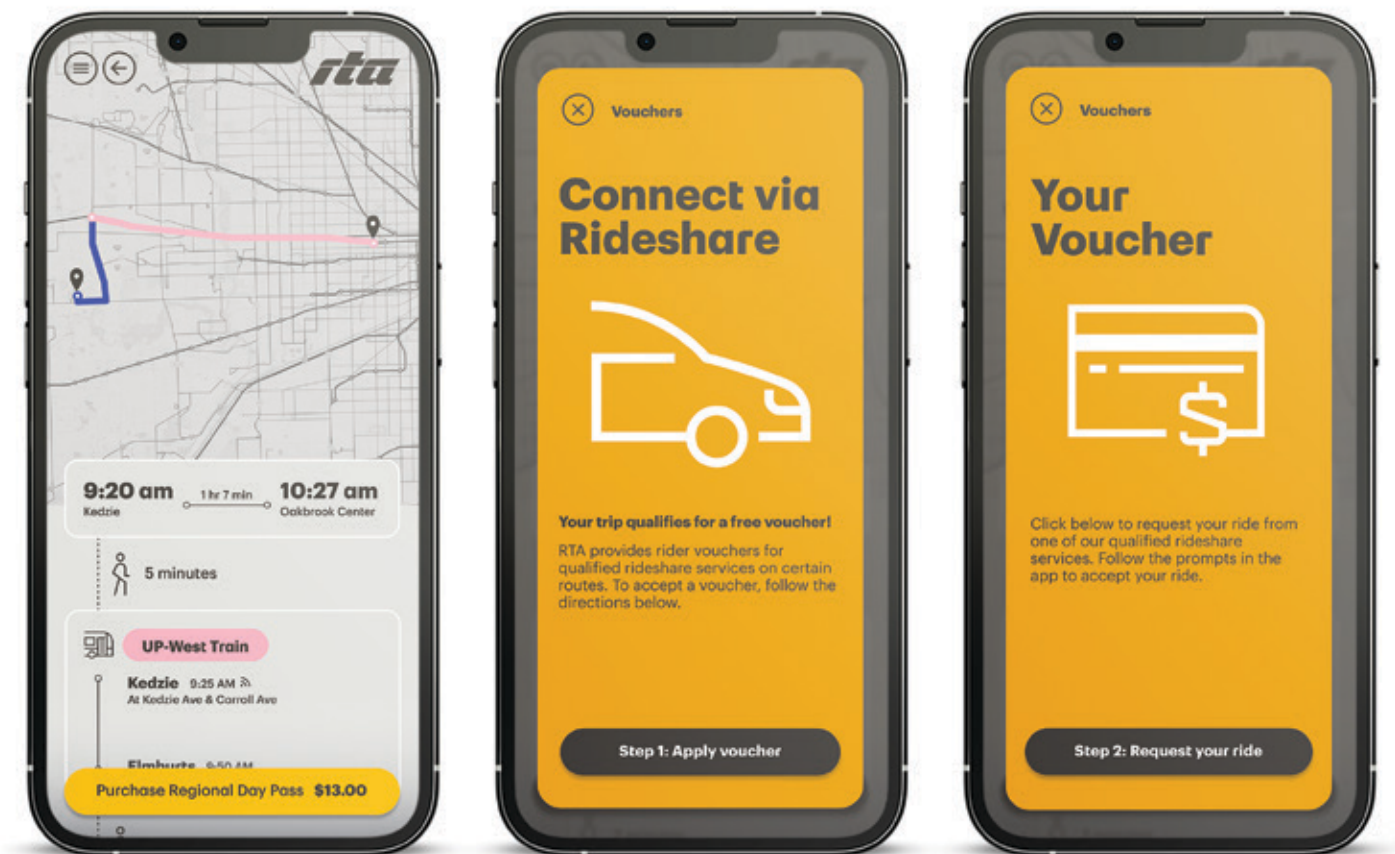 rta
9:20 am
1 hr 7 min
10:27 am
Kedzie
Oakbrook Center
5 minutes
UP-West Train
Kedzie 9:25 AM
At Kedzie Ave & Carroll Ave
Elmhurts 9:50 AM
Purchase Regional Day Pass $13.00
Vouchers
Connect via
Rideshare
Your trip qualifies for a free voucher!
RTA provides rider vouchers for
qualified rideshare services on certain
routes. To accept a voucher, follow the
directions below.
Step 1: Apply voucher
Vouchers
Your
Voucher
$
Click below to request your ride from
one of our qualified rideshare
services. Follow the prompts in the
app to accept your ride.
Step 2: Request your ride